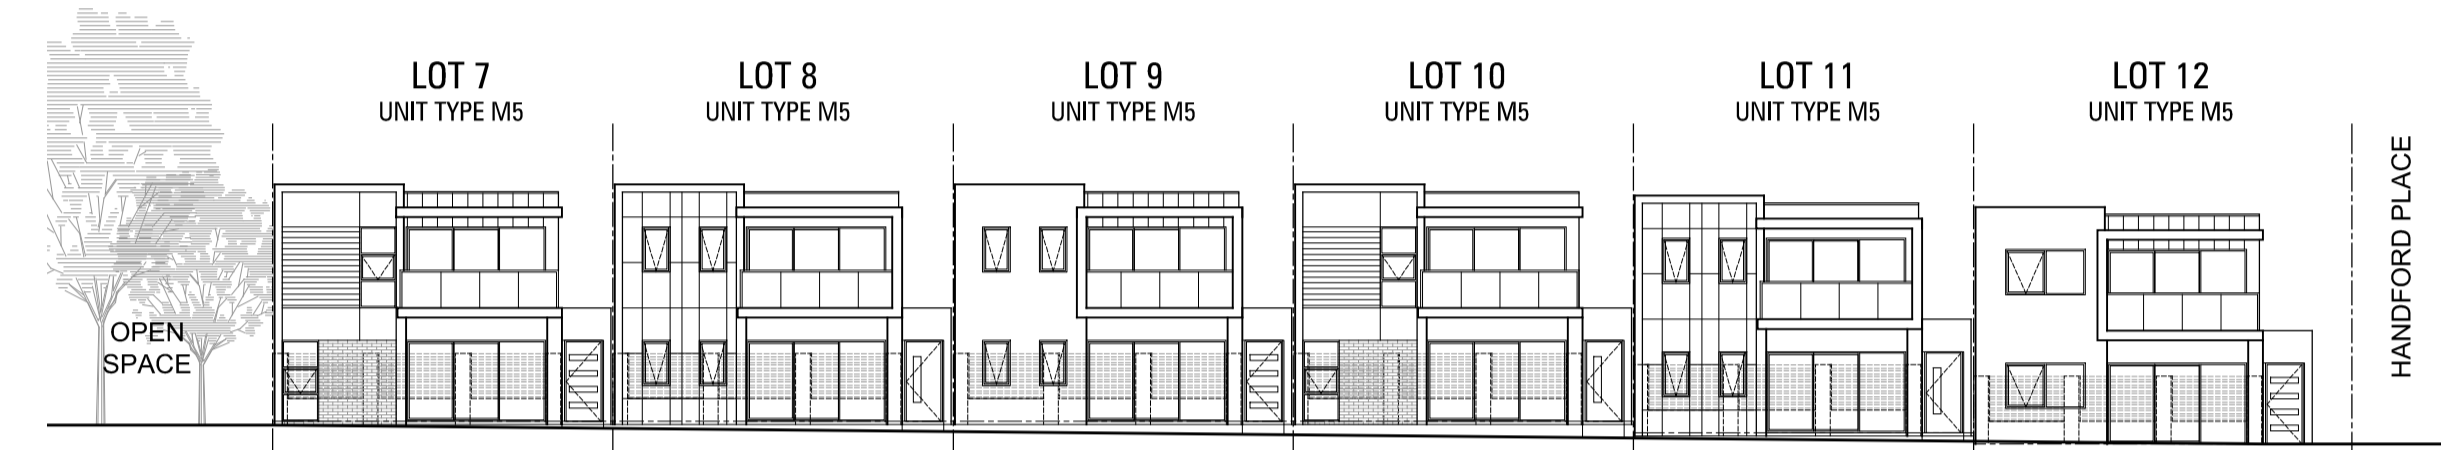 LOT 7
UNIT TYPE M5
LOT 8
UNIT TYPE M5
LOT 9
UNIT TYPE M5
LOT 10
UNIT TYPE M5
LOT 11
UNIT TYPE M5
LOT 12
UNIT TYPE M5
OPEN
SPACE
HANDFORD PLACE